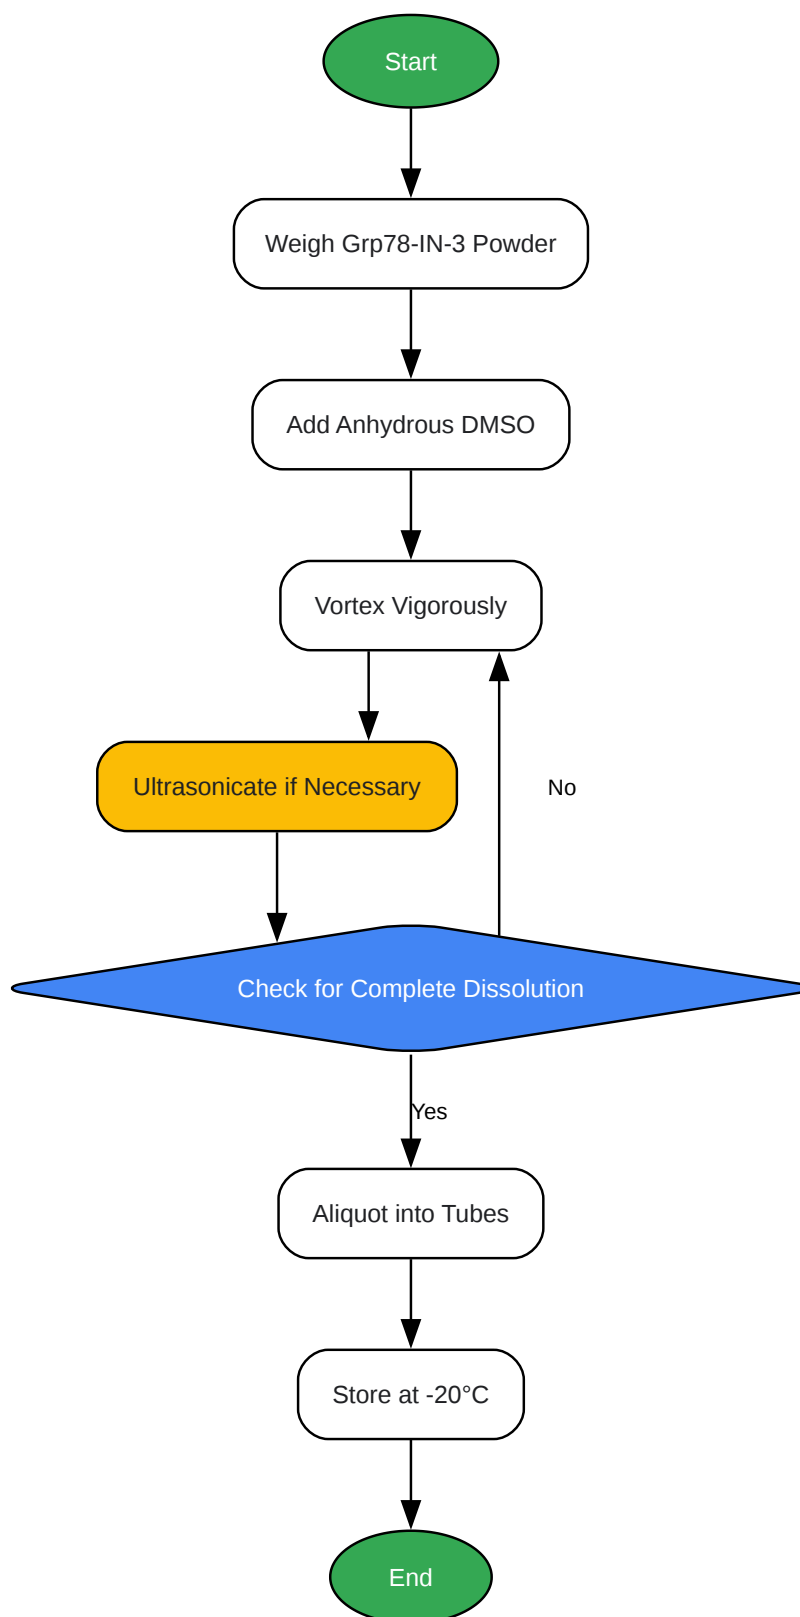 Start
Weigh Grp78-IN-3 Powder
Add Anhydrous DMSO
Vortex Vigorously
Ultrasonicate if Necessary
No
Check for Complete Dissolution
Yes
Aliquot into Tubes
Store at -20°C
End